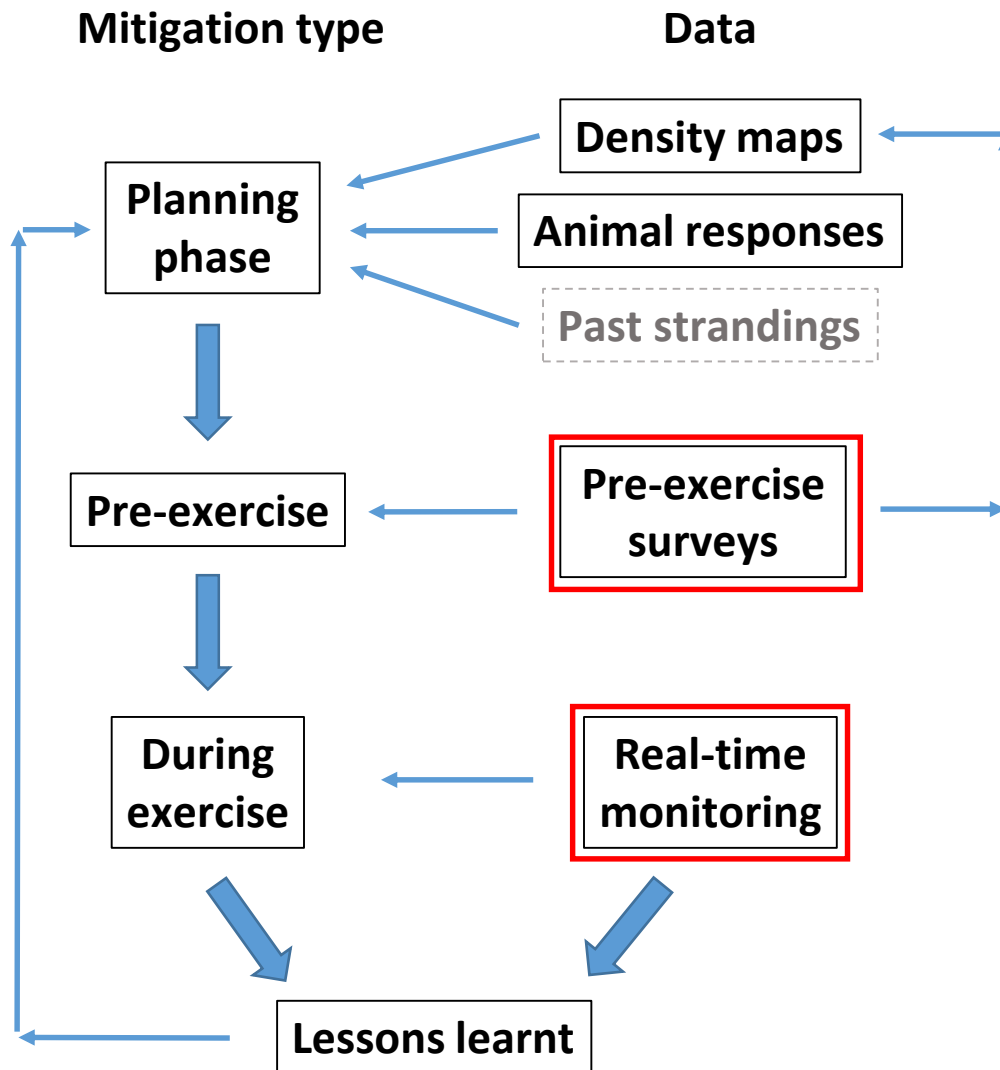 Mitigation type
Data
Density maps
Planning
phase
Animal responses
Past strandings
Pre-exercise
Pre-exercise
surveys
During
exercise
Real-time
monitoring
Lessons learnt